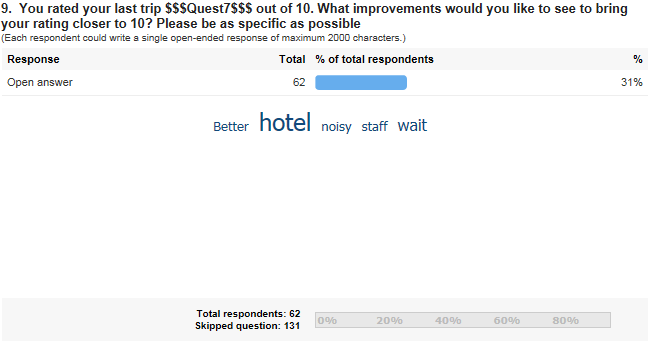 9. You rated your last trip $$$Quest7$$$ out of 10. What improvements would you like to see to bring
your rating closer to 10? Please be as specific as possible
(Each respondent could write a single open-ended response of maximum 2000 characters.)
Response Total % of total respondents %
Open answer 62 31%
Better hotel noisy staff wait
Total respondents: 62
Skipped question: 131
0% 20% 40% 60% 80%